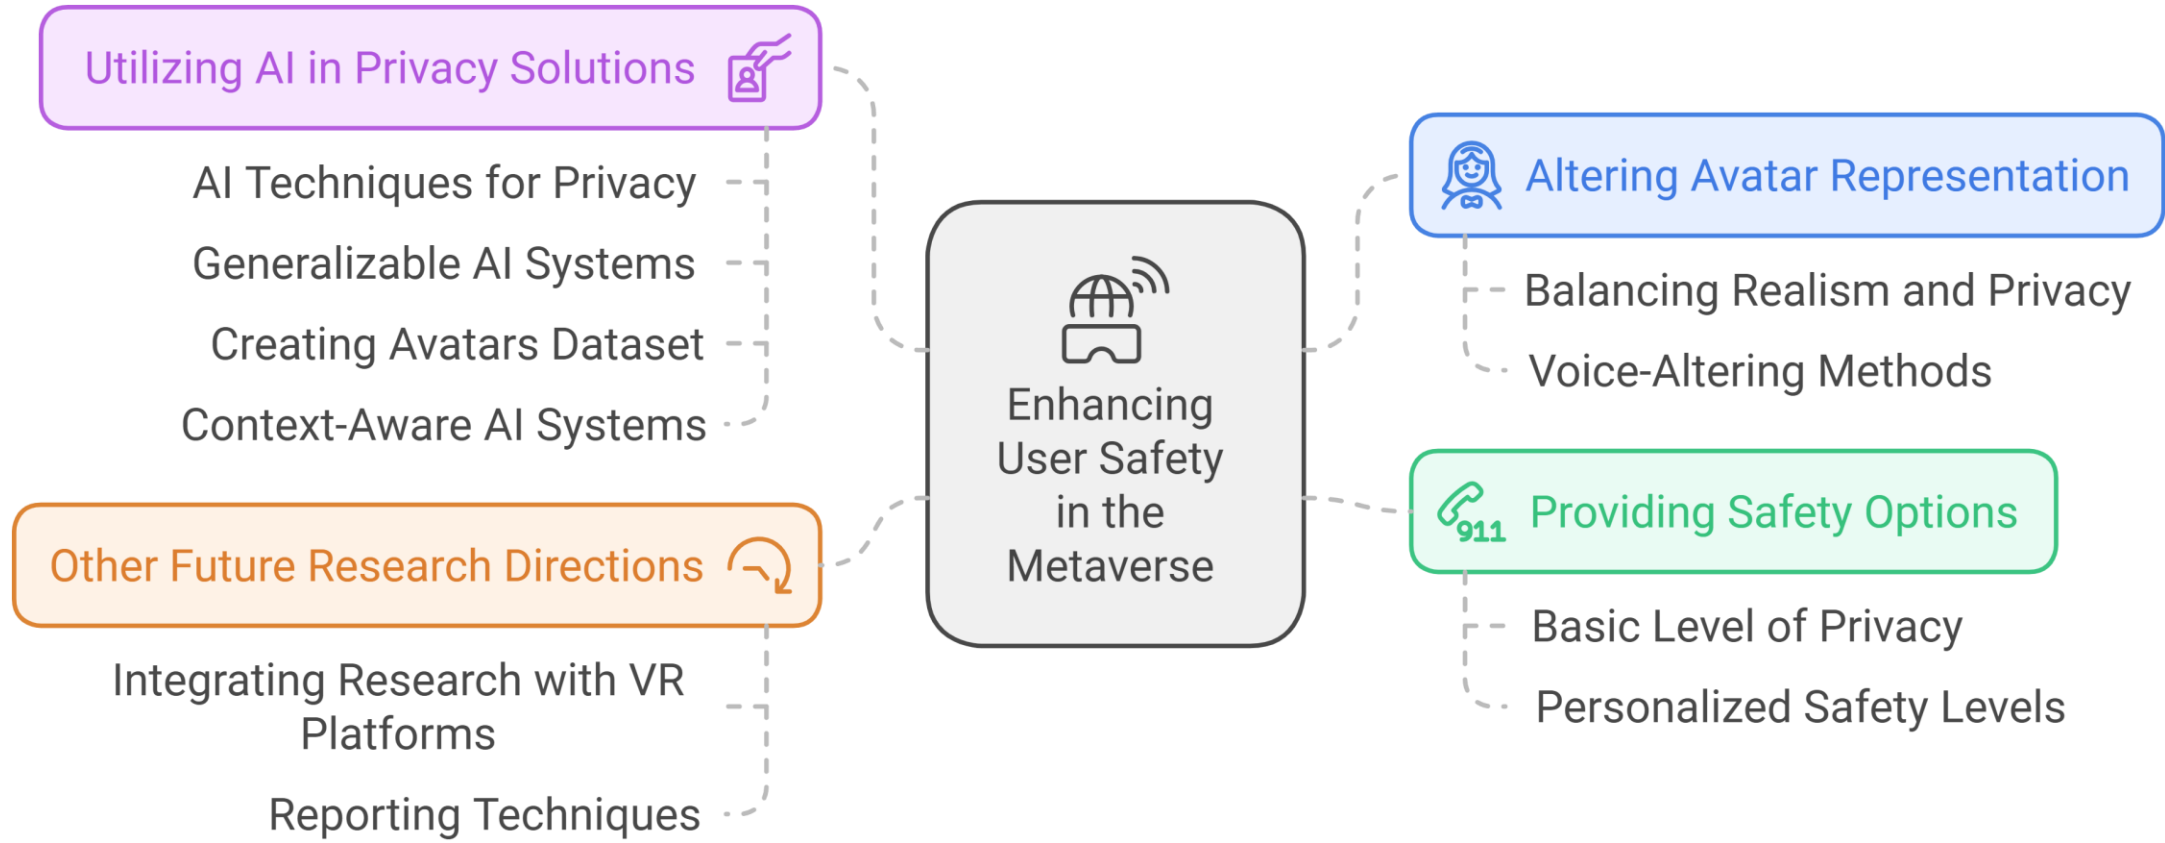 Utilizing AI in Privacy Solutions
AI Techniques for Privacy
Generalizable AI Systems
Creating Avatars Dataset
Context-Aware AI Systems
Other Future Research Directions
Integrating Research with VR
Platforms
Reporting Techniques
Enhancing
User Safety
in the
Metaverse
Altering Avatar Representation
Balancing Realism and Privacy
Voice-Altering Methods
911
Providing Safety Options
Basic Level of Privacy
Personalized Safety Levels